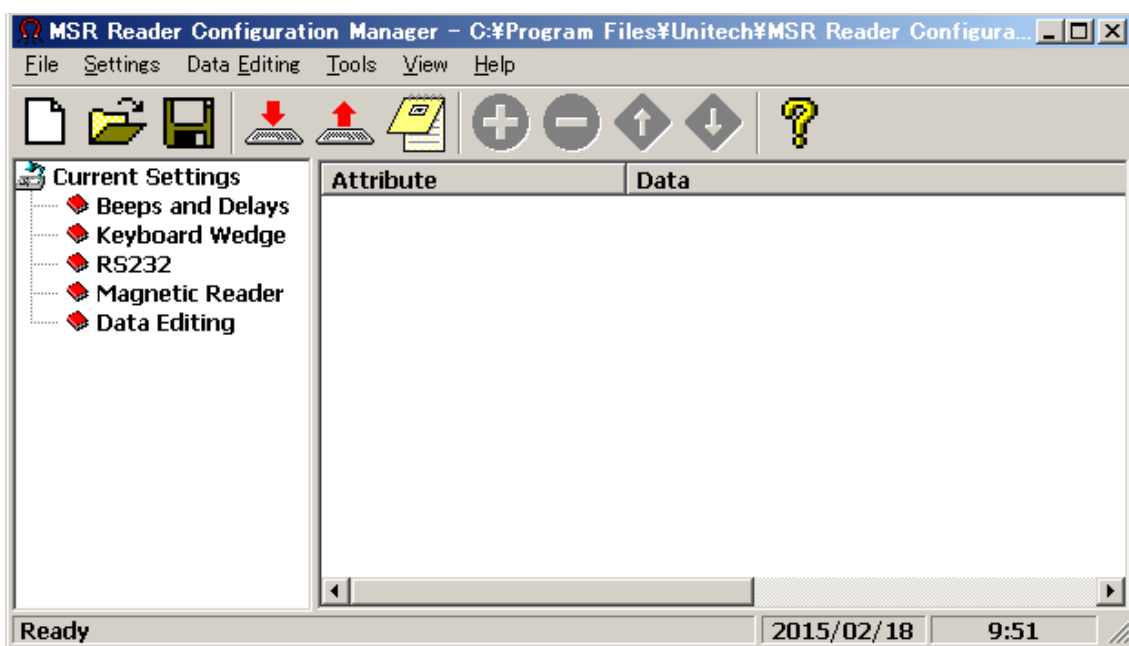 MSR Reader Configuration Manager - C:¥Program Files¥Unitech¥MSR Reader Configura...
File Settings Data Editing Tools View Help
Current Settings
Beeps and Delays
Keyboard Wedge
RS232
Magnetic Reader
Data Editing
Attribute Data
Ready 2015/02/18 9:51